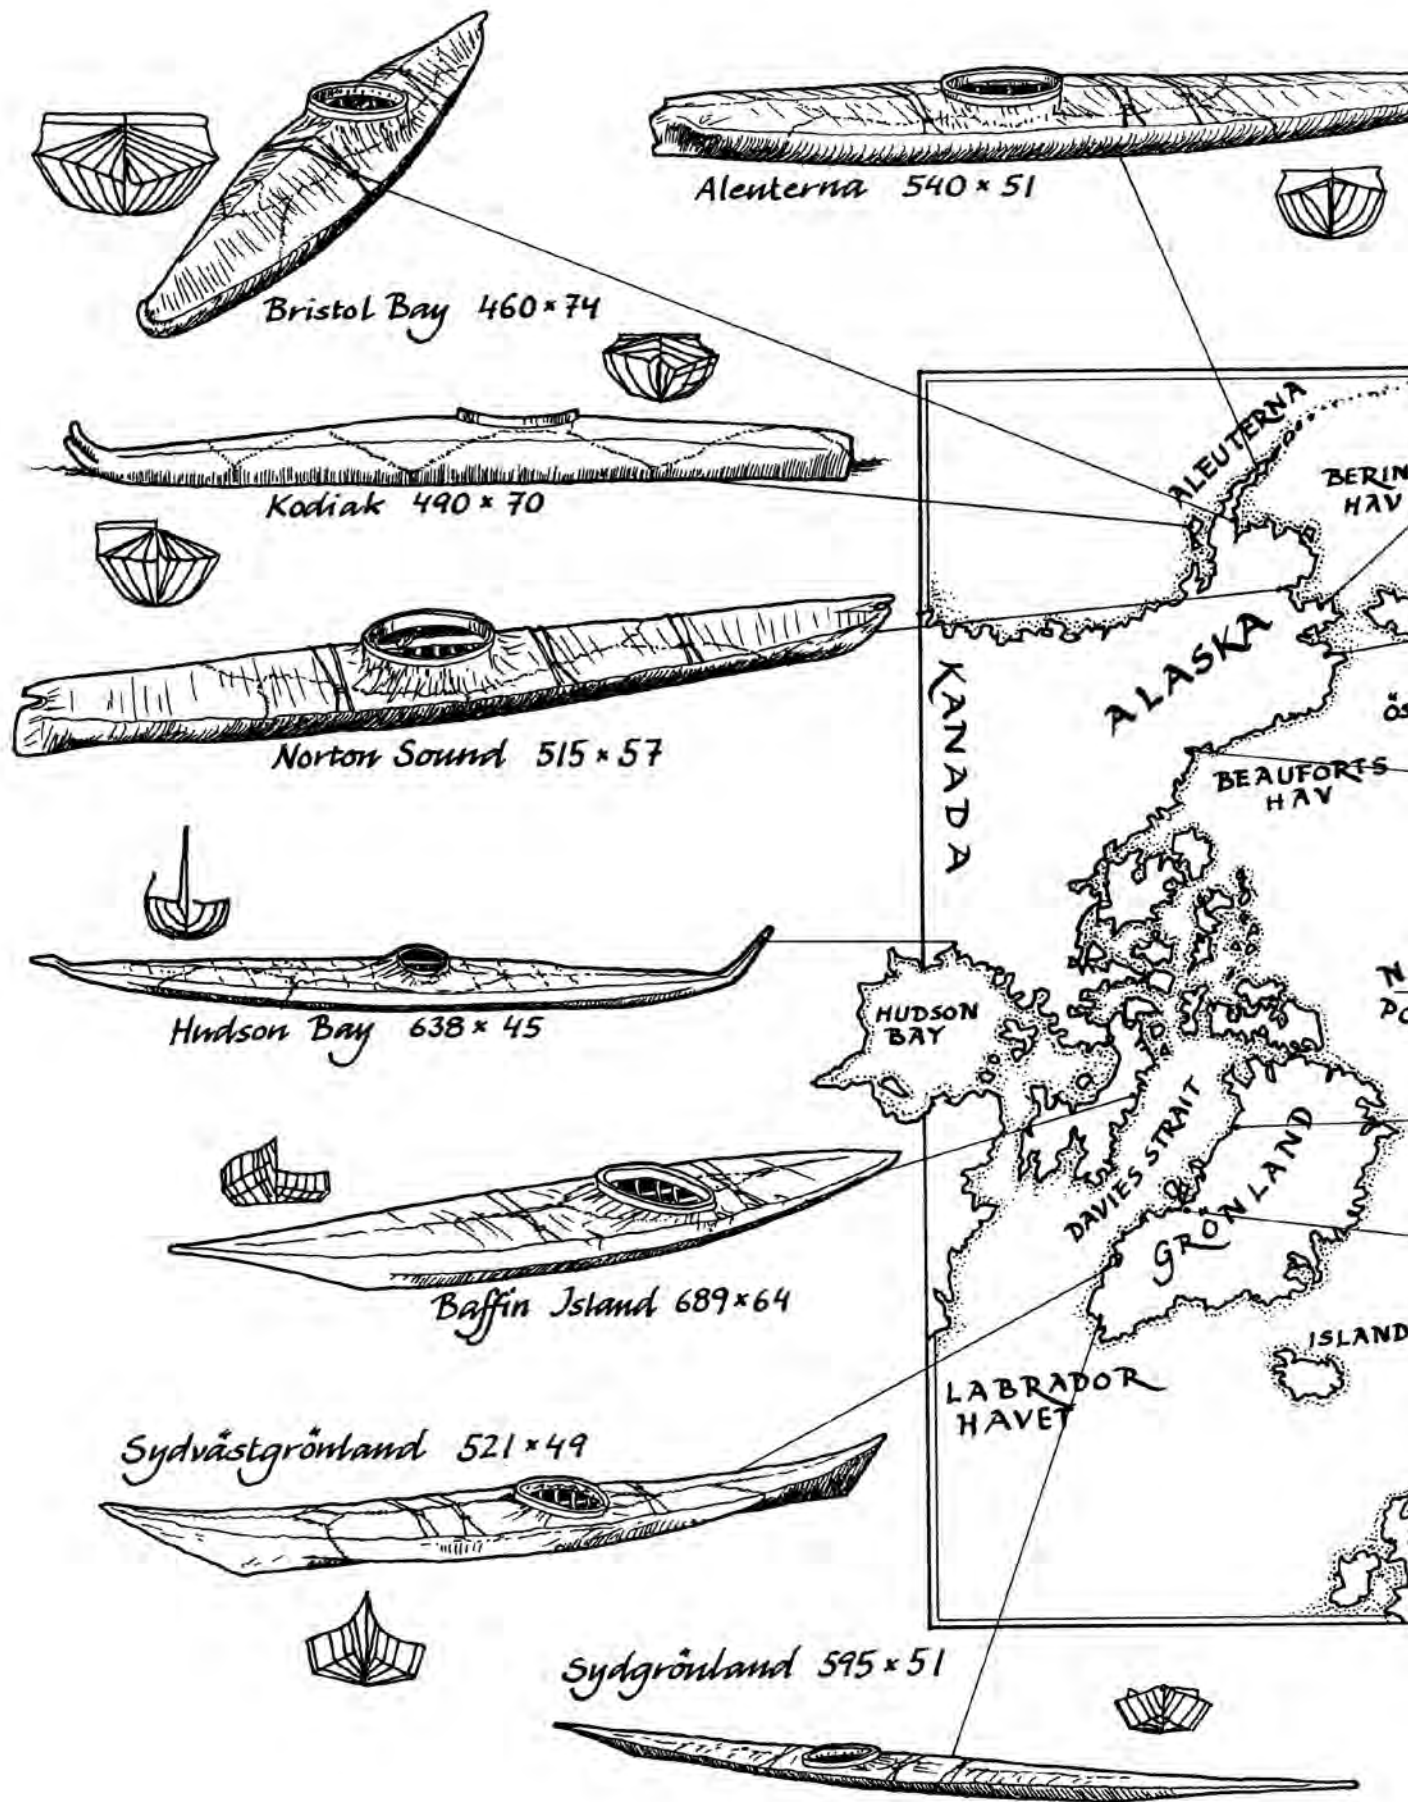 Aleuterna 540 × 51
Bristol Bay 460 × 74
Kodiak 490 × 70
Norton Sound 515 × 57
Hudson Bay 638 × 45
Baffin Island 689 × 64
Sydvästgrönland 521 × 49
Sydgrönland 595 × 51
ALEUTERNA
BERIN
HAV
ALASKA
KANADA
ÖS
BEAUFORTS
HAV
N
PO
HUDSON
BAY
DAVIES STRAIT
GRÖNLAND
ISLAND
LABRADOR
HAVET